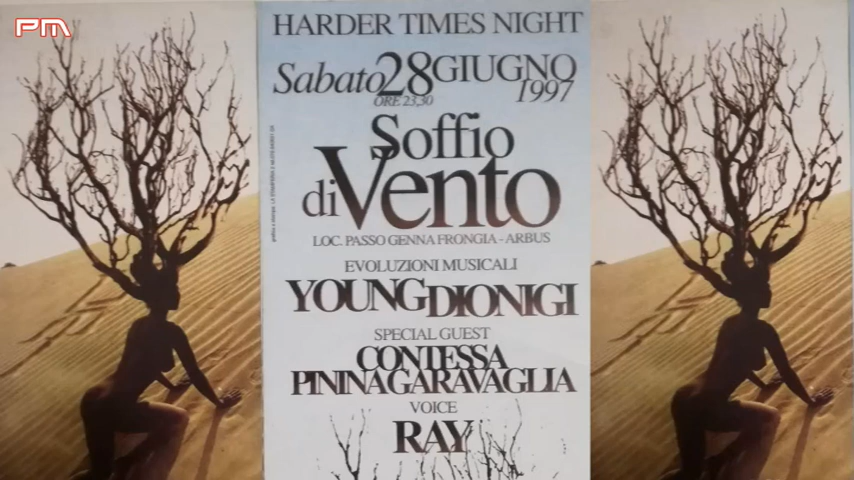 PM
HARDER TIMES NIGHT
Sabato 28 GIUGNO
ORE 23,30 1997
Soffio
di Vento
LOC. PASSO GENNA FRONGIA - ARBUS
EVOLUZIONI MUSICALI
YOUNG DIONIGI
SPECIAL GUEST
CONTESSA
PININA GARAVAGLIA
VOICE
RAY